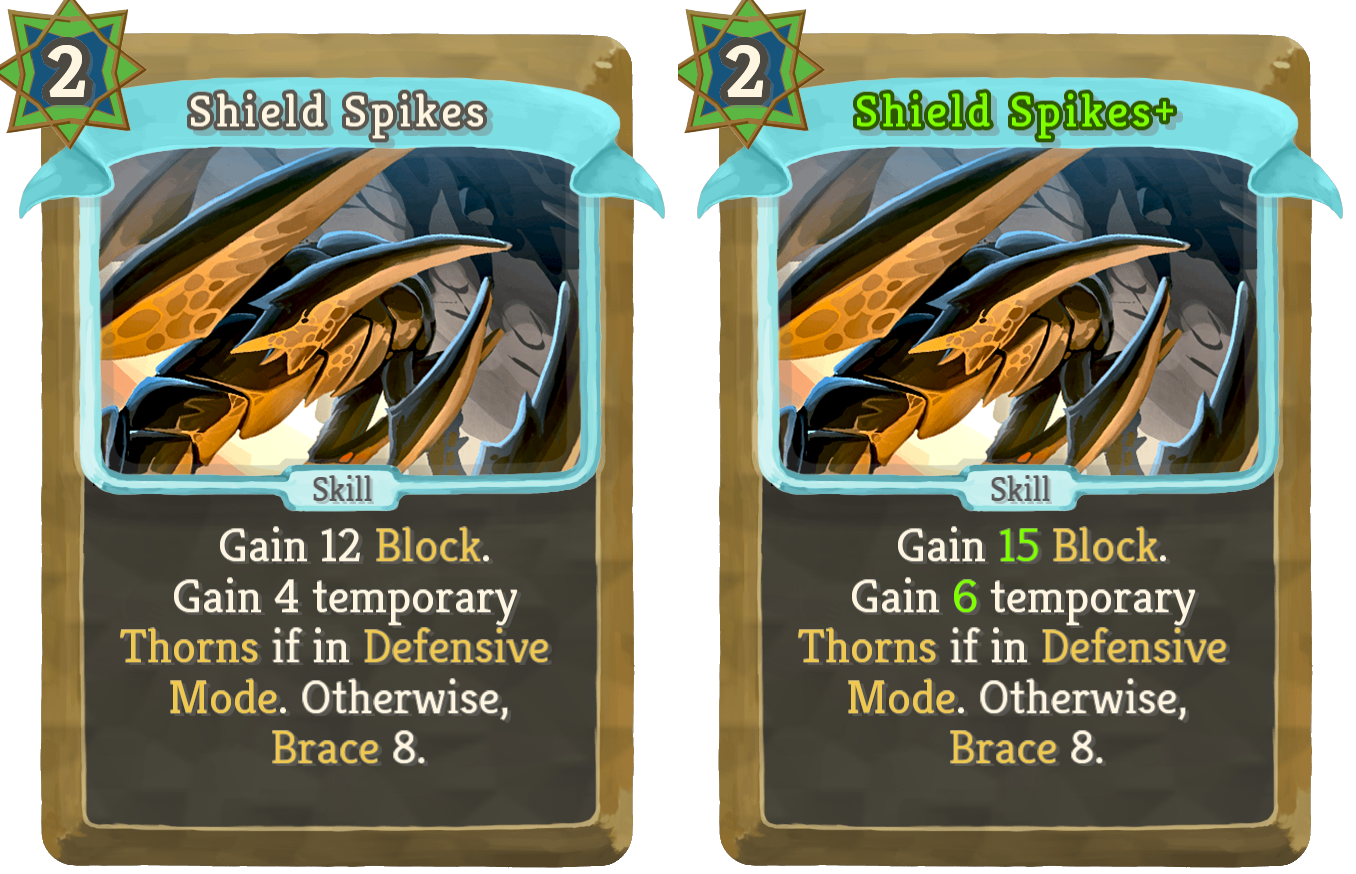 2
Shield Spikes
Skill
Gain 12 Block.
Gain 4 temporary
Thorns if in Defensive
Mode. Otherwise,
Brace 8.
2
Shield Spikes+
Skill
Gain 15 Block.
Gain 6 temporary
Thorns if in Defensive
Mode. Otherwise,
Brace 8.